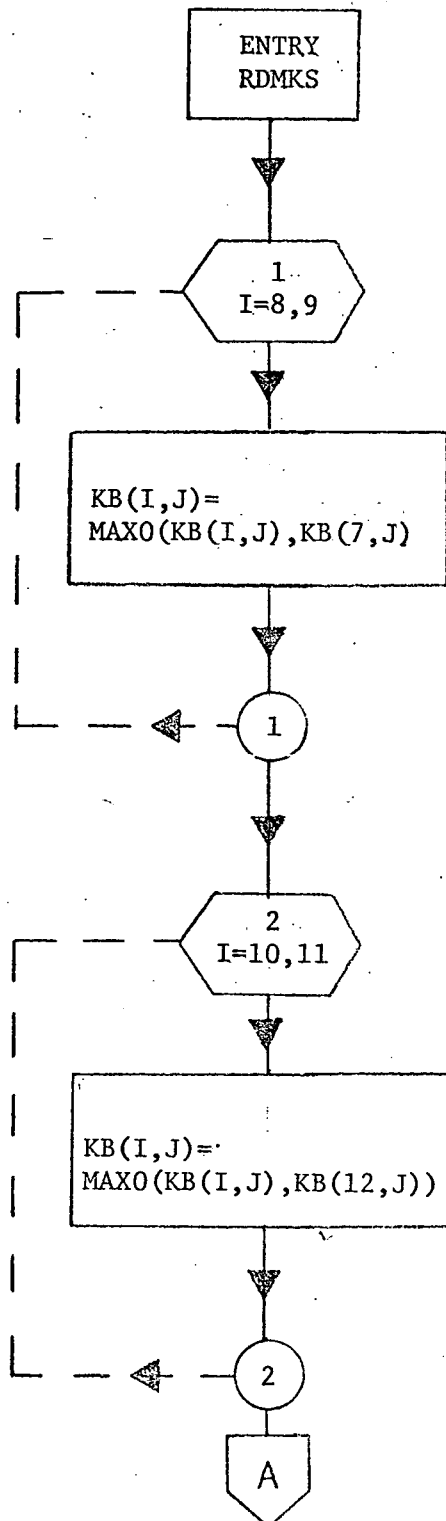 ENTRY
RDMKS
1
I=8,9
KB(I,J)=
MAXO(KB(I,J),KB(7,J)
1
2
I=10,11
KB(I,J)=
MAXO(KB(I,J),KB(12,J))
2
A